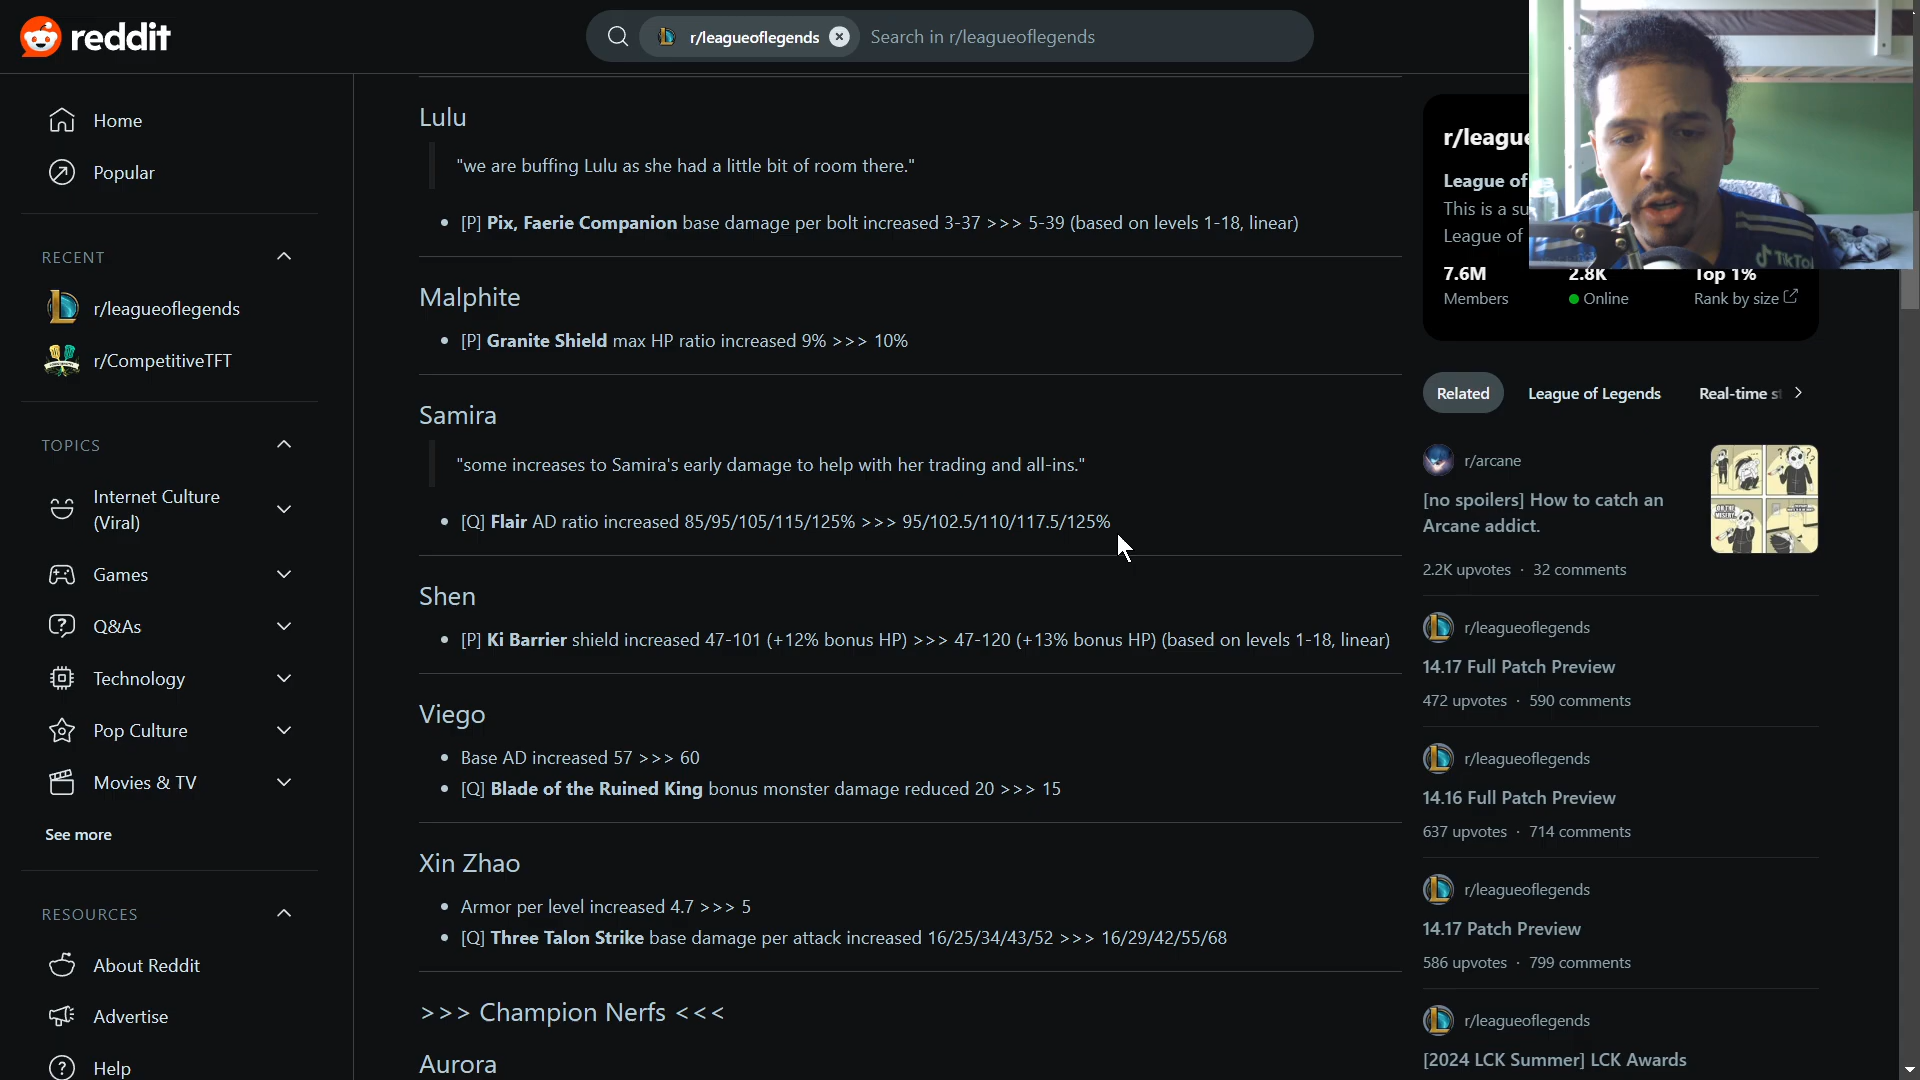 reddit
r/leagueoflegends
Search in r/leagueoflegends
Home
Popular
RECENT
r/leagueoflegends
r/CompetitiveTFT
TOPICS
Internet Culture
(Viral)
Games
Q&As
Technology
Pop Culture
Movies & TV
See more
RESOURCES
About Reddit
Advertise
Help
Lulu
"we are buffing Lulu as she had a little bit of room there."
[P] Pix, Faerie Companion base damage per bolt increased 3-37 >>> 5-39 (based on levels 1-18, linear)
Malphite
[P] Granite Shield max HP ratio increased 9% >>> 10%
Samira
"some increases to Samira's early damage to help with her trading and all-ins."
[Q] Flair AD ratio increased 85/95/105/115/125% >>> 95/102.5/110/117.5/125%
Shen
[P] Ki Barrier shield increased 47-101 (+12% bonus HP) >>> 47-120 (+13% bonus HP) (based on levels 1-18, linear)
Viego
Base AD increased 57 >>> 60
[Q] Blade of the Ruined King bonus monster damage reduced 20 >>> 15
Xin Zhao
Armor per level increased 4.7 >>> 5
[Q] Three Talon Strike base damage per attack increased 16/25/34/43/52 >>> 16/29/42/55/68
>>> Champion Nerfs <<<
Aurora
r/league
League of
This is a su
League of
7.6M
Members
2.8K
Online
Top 1%
Rank by size
TikTok
Related
League of Legends
Real-time st
r/arcane
[no spoilers] How to catch an
Arcane addict.
2.2K upvotes · 32 comments
r/leagueoflegends
14.17 Full Patch Preview
472 upvotes · 590 comments
r/leagueoflegends
14.16 Full Patch Preview
637 upvotes · 714 comments
r/leagueoflegends
14.17 Patch Preview
586 upvotes · 799 comments
r/leagueoflegends
[2024 LCK Summer] LCK Awards